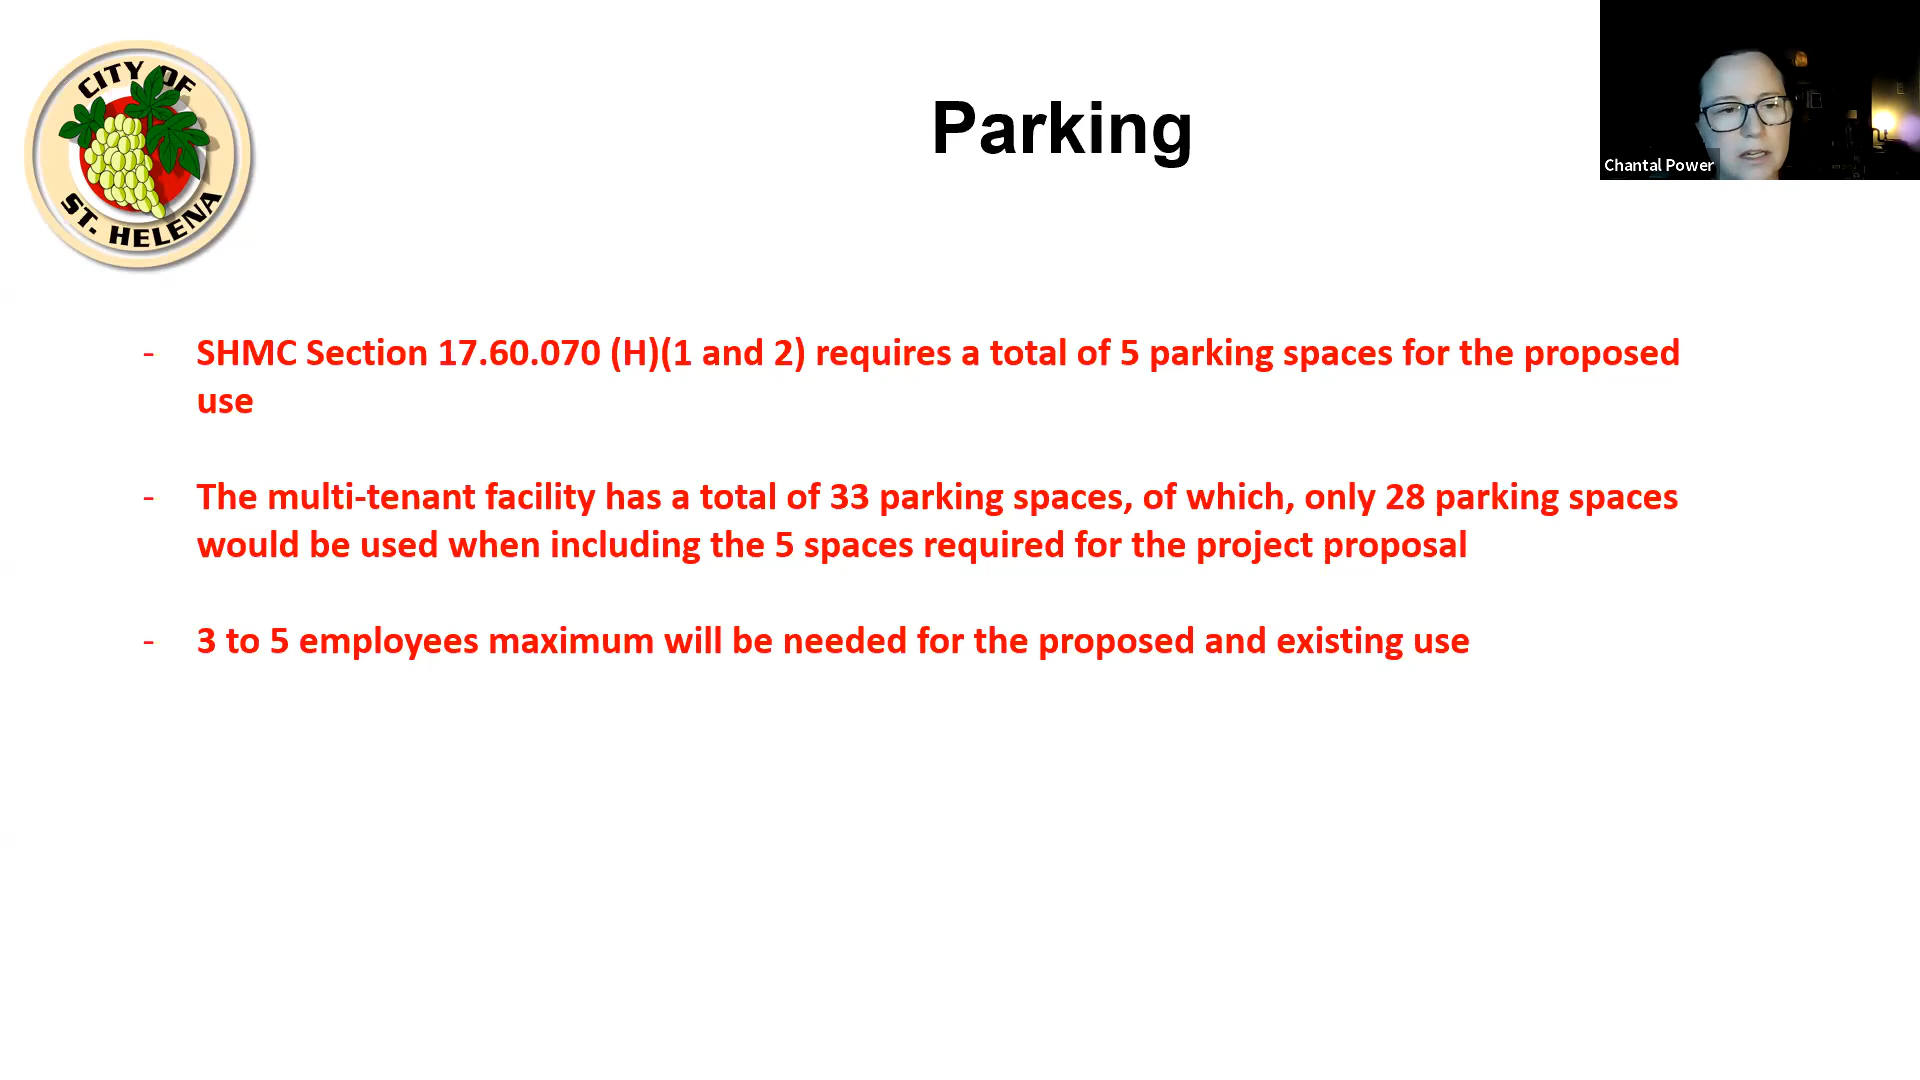 CITY OF
ST. HELENA
Parking
Chantal Power
- SHMC Section 17.60.070 (H)(1 and 2) requires a total of 5 parking spaces for the proposed
use
- The multi-tenant facility has a total of 33 parking spaces, of which, only 28 parking spaces
would be used when including the 5 spaces required for the project proposal
- 3 to 5 employees maximum will be needed for the proposed and existing use